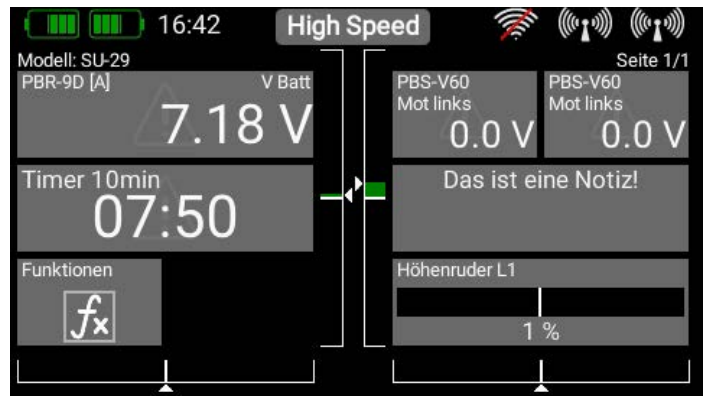 16:42
High Speed
Modell: SU-29
Seite 1/1
PBR-9D [A]
V Batt
7.18 V
PBS-V60
Mot links
0.0 V
PBS-V60
Mot links
0.0 V
Timer 10min
07:50
Das ist eine Notiz!
Funktionen
fx
Höhenruder L1
1 %